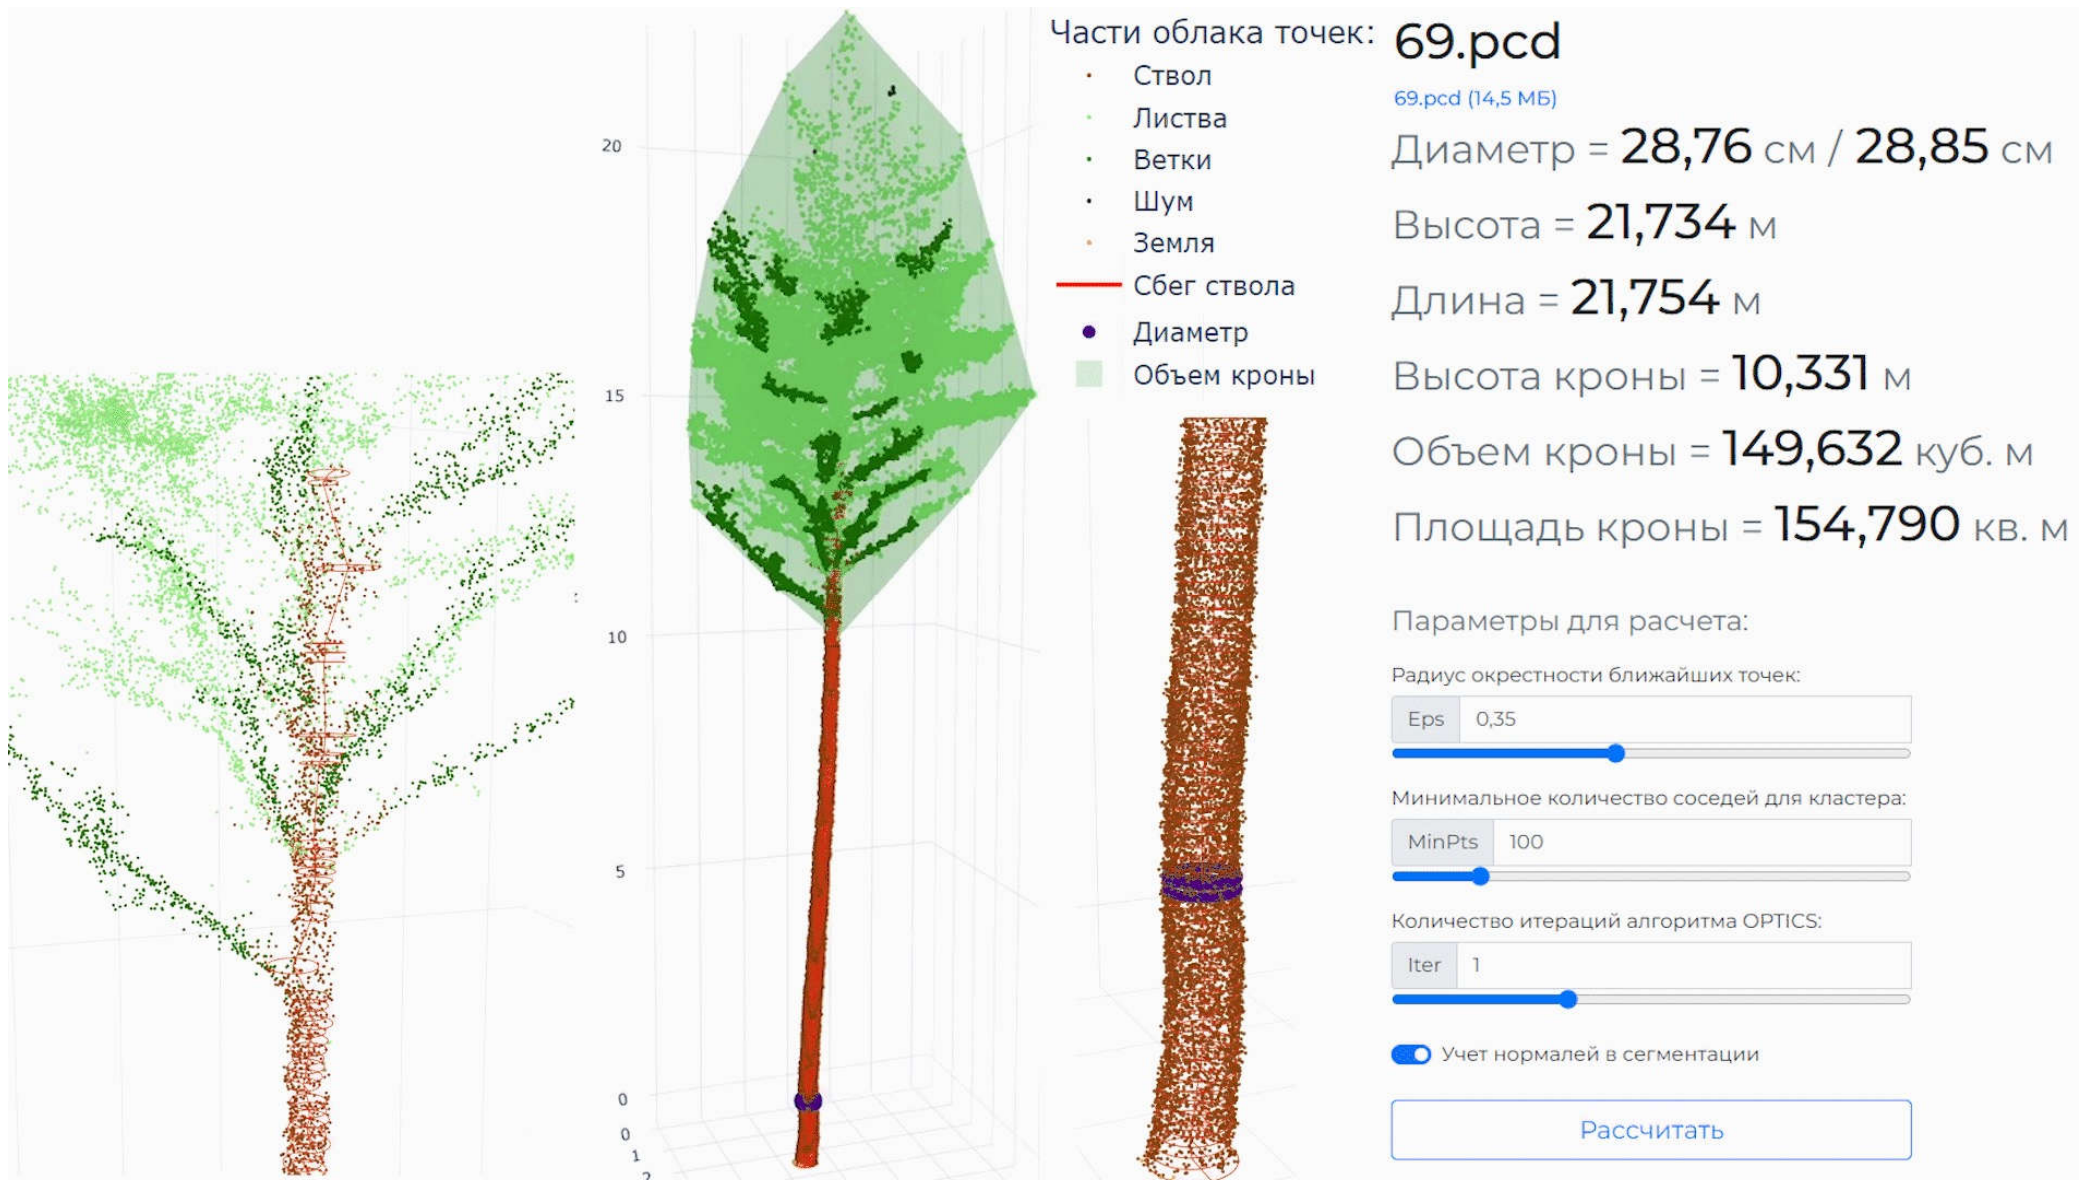 Части облака точек:
Ствол
Листва
Ветки
Шум
Земля
Сбег ствола
Диаметр
Объем кроны
20
15
10
5
0
0
1
2
69.pcd
69.pcd (14,5 МБ)
Диаметр = 28,76 см / 28,85 см
Высота = 21,734 м
Длина = 21,754 м
Высота кроны = 10,331 м
Объем кроны = 149,632 куб. м
Площадь кроны = 154,790 кв. м
Параметры для расчета:
Радиус окрестности ближайших точек:
Eps 0,35
Минимальное количество соседей для кластера:
MinPts 100
Количество итераций алгоритма OPTICS:
Iter 1
Учет нормалей в сегментации
Рассчитать